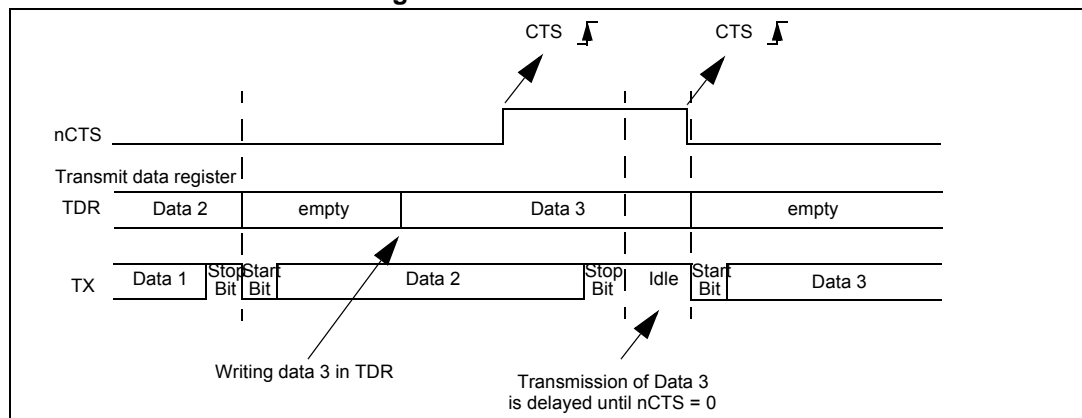 CTS CTS
nCTS
Transmit data register
TDR Data 2 empty Data 3 empty
TX Data 1 Stop Bit Start Bit Data 2 Stop Bit Idle Start Bit Data 3
Writing data 3 in TDR
Transmission of Data 3
is delayed until nCTS = 0